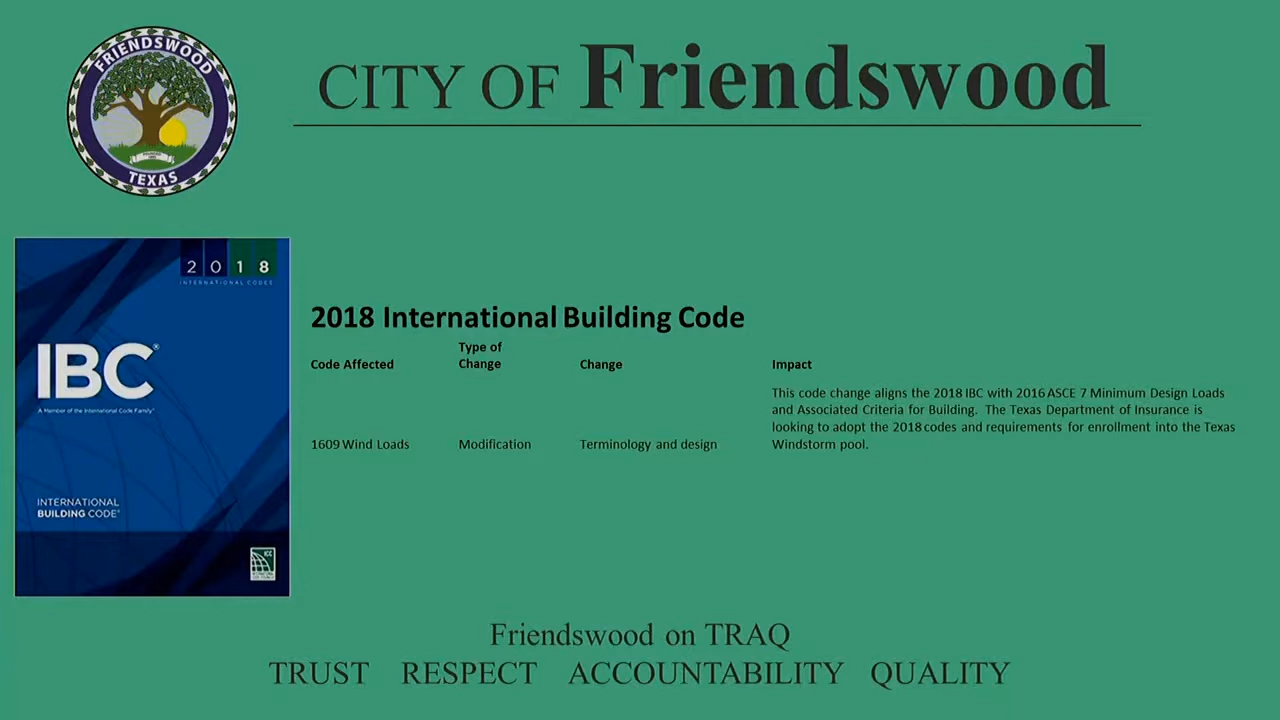 FRIENDSWOOD
TEXAS
CITY OF Friendswood
2018
INTERNATIONAL CODES
IBC®
A Member of the International Code Family®
INTERNATIONAL
BUILDING CODE®
ICC
2018 International Building Code
Code Affected
Type of
Change
Change
Impact
1609 Wind Loads
Modification
Terminology and design
This code change aligns the 2018 IBC with 2016 ASCE 7 Minimum Design Loads
and Associated Criteria for Building. The Texas Department of Insurance is
looking to adopt the 2018 codes and requirements for enrollment into the Texas
Windstorm pool.
Friendswood on TRAQ
TRUST RESPECT ACCOUNTABILITY QUALITY